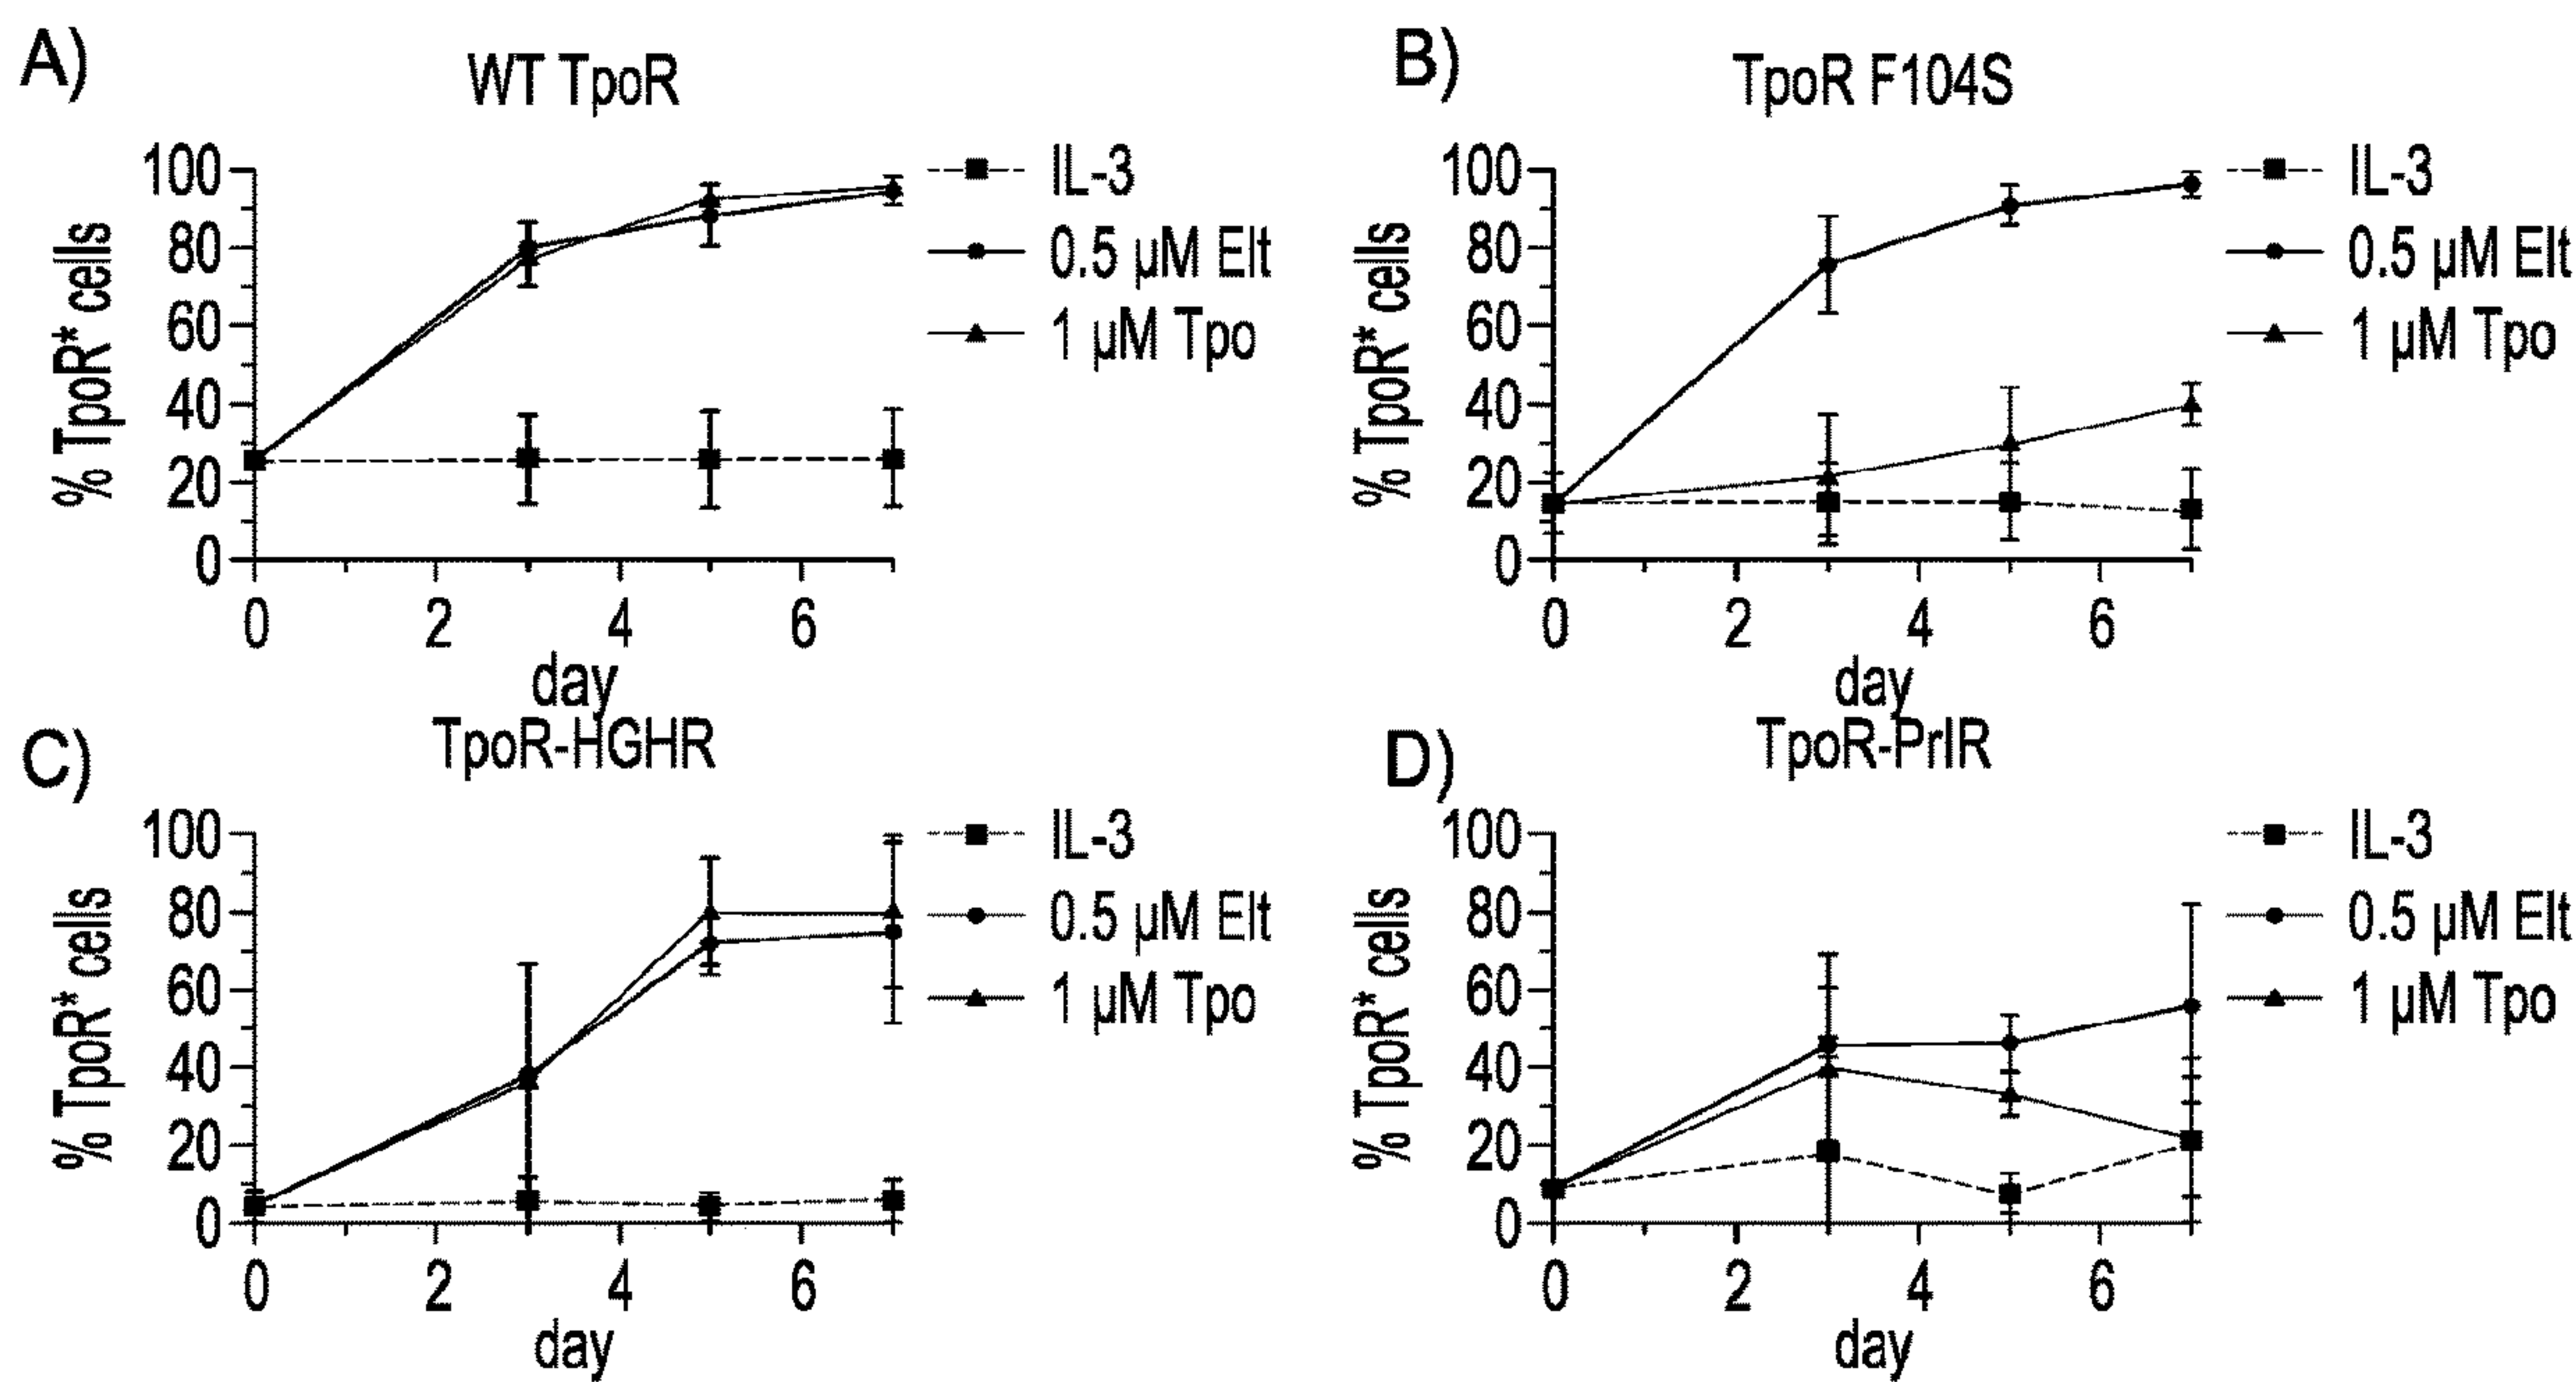 A)
WT TpoR
% TpoR* cells
100
80
60
40
20
0
0 2 4 6
day
IL-3
0.5 µM Elt
1 µM Tpo
B)
TpoR F104S
% TpoR* cells
100
80
60
40
20
0
0 2 4 6
day
IL-3
0.5 µM Elt
1 µM Tpo
C)
TpoR-HGHR
% TpoR* cells
100
80
60
40
20
0
0 2 4 6
day
IL-3
0.5 µM Elt
1 µM Tpo
D)
TpoR-PrlR
% TpoR* cells
100
80
60
40
20
0
0 2 4 6
day
IL-3
0.5 µM Elt
1 µM Tpo